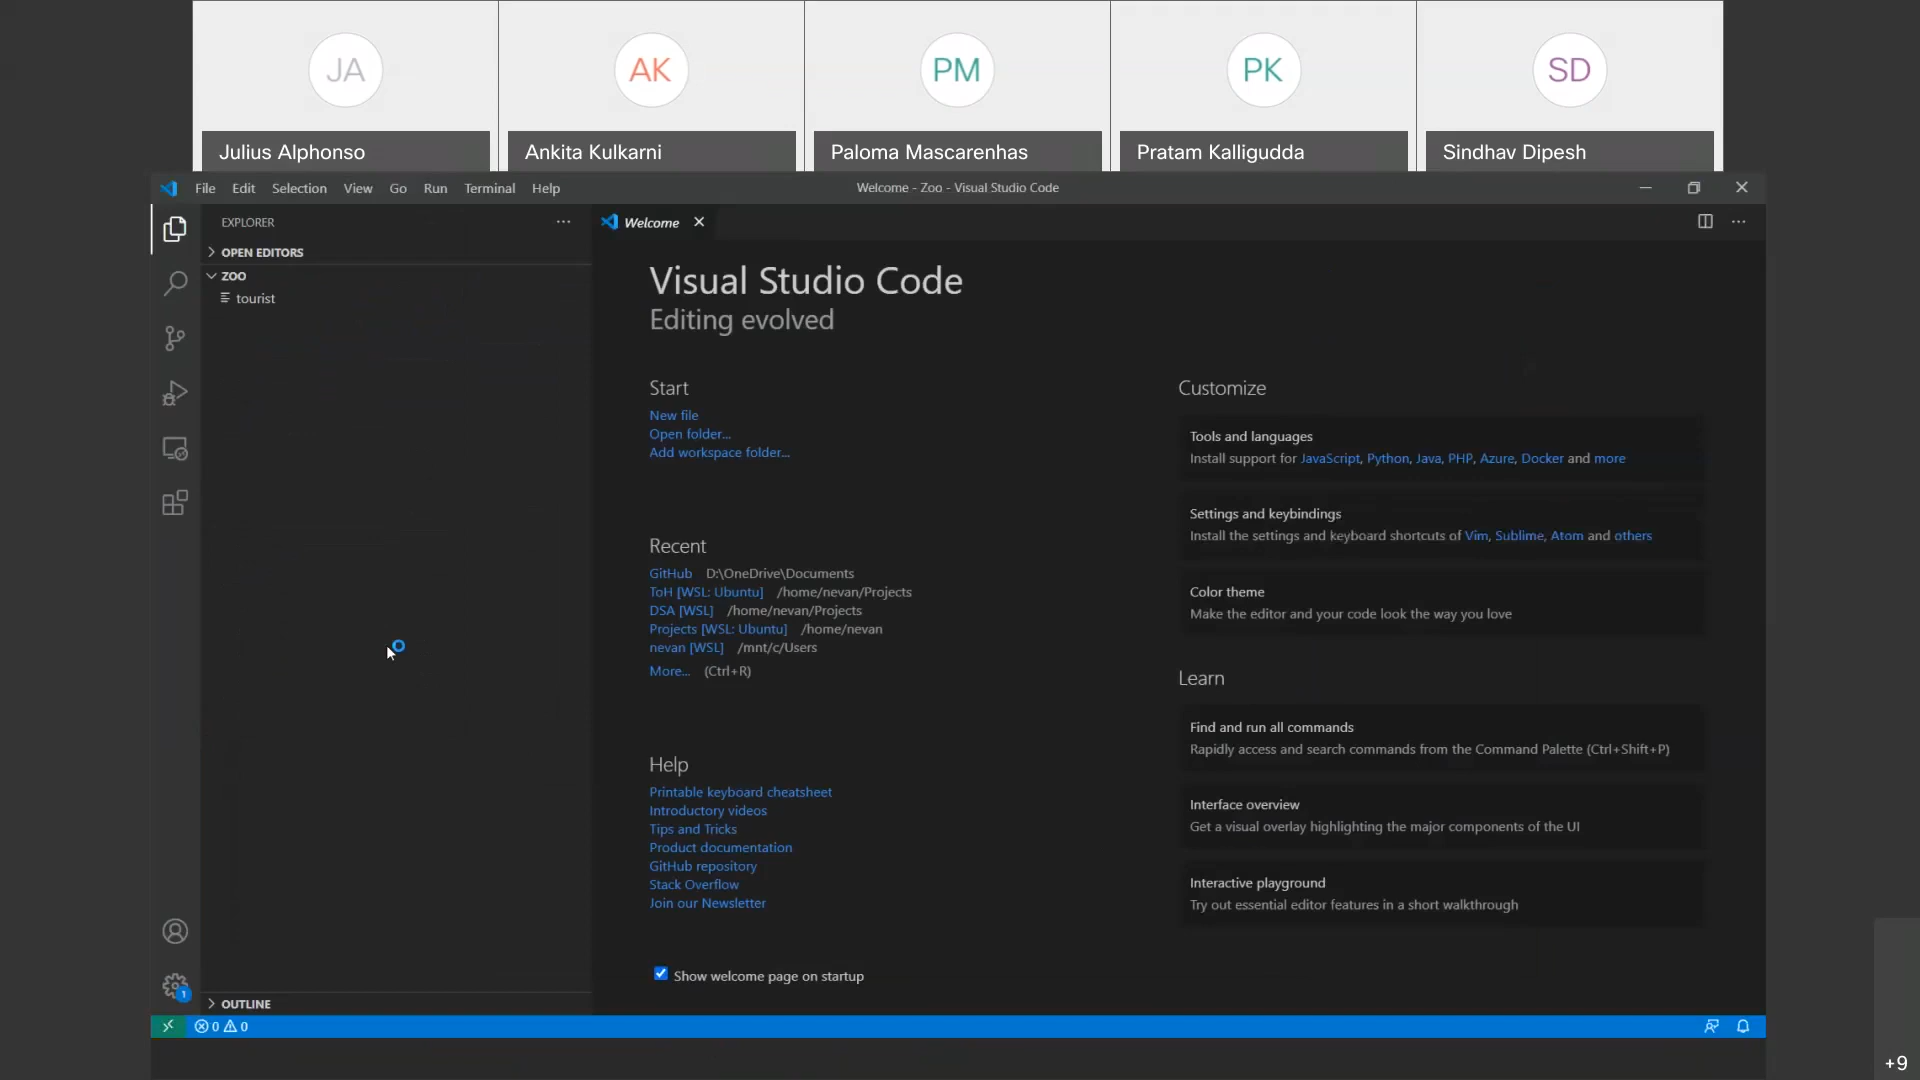 JA
AK
PM
PK
SD
Julius Alphonso
Ankita Kulkarni
Paloma Mascarenhas
Pratam Kalligudda
Sindhav Dipesh
File Edit Selection View Go Run Terminal Help
Welcome - Zoo - Visual Studio Code
EXPLORER
OPEN EDITORS
ZOO
tourist
OUTLINE
Welcome
Visual Studio Code
Editing evolved
Start
New file
Open folder...
Add workspace folder...
Recent
GitHub D:\OneDrive\Documents
ToH [WSL: Ubuntu] /home/nevan/Projects
DSA [WSL] /home/nevan/Projects
Projects [WSL: Ubuntu] /home/nevan
nevan [WSL] /mnt/c/Users
More... (Ctrl+R)
Help
Printable keyboard cheatsheet
Introductory videos
Tips and Tricks
Product documentation
GitHub repository
Stack Overflow
Join our Newsletter
Show welcome page on startup
Customize
Tools and languages
Install support for JavaScript, Python, Java, PHP, Azure, Docker and more
Settings and keybindings
Install the settings and keyboard shortcuts of Vim, Sublime, Atom and others
Color theme
Make the editor and your code look the way you love
Learn
Find and run all commands
Rapidly access and search commands from the Command Palette (Ctrl+Shift+P)
Interface overview
Get a visual overlay highlighting the major components of the UI
Interactive playground
Try out essential editor features in a short walkthrough
1
0 0
+9